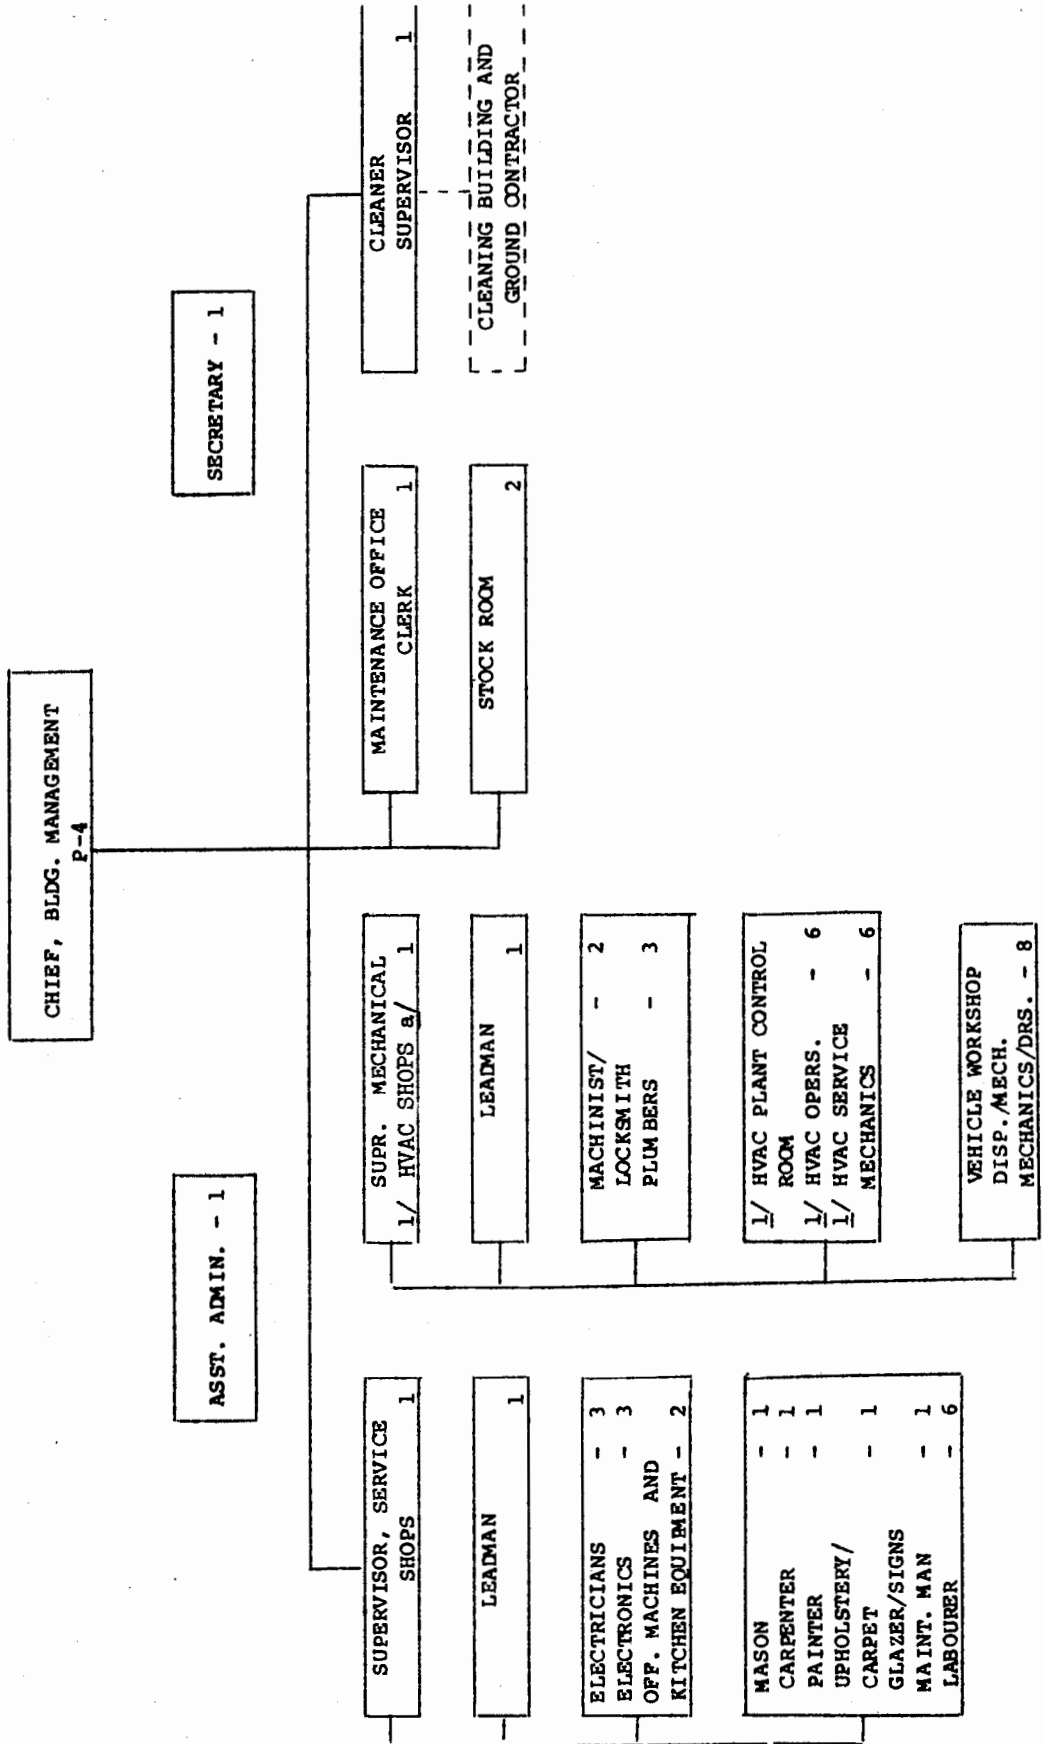 CHIEF, BLDG. MANAGEMENT
P-4
ASST. ADMIN. - 1
SECRETARY - 1
SUPERVISOR, SERVICE
SHOPS 1
LEADMAN
1
ELECTRICIANS - 3
ELECTRONICS - 3
OFF. MACHINES AND
KITCHEN EQUIPMENT - 2
MASON - 1
CARPENTER - 1
PAINTER - 1
UPHOLSTERY/
CARPET - 1
GLAZER/SIGNS
MAINT. MAN - 1
LABOURER - 6
SUPR. MECHANICAL
1/ HVAC SHOPS a/ 1
LEADMAN
1
MACHINIST/ - 2
LOCKSMITH
PLUMBERS - 3
1/ HVAC PLANT CONTROL
ROOM
1/ HVAC OPERS. - 6
1/ HVAC SERVICE
MECHANICS - 6
VEHICLE WORKSHOP
DISP./MECH.
MECHANICS/DRS. - 8
MAINTENANCE OFFICE
CLERK 1
STOCK ROOM
2
CLEANER
SUPERVISOR 1
CLEANING BUILDING AND
GROUND CONTRACTOR